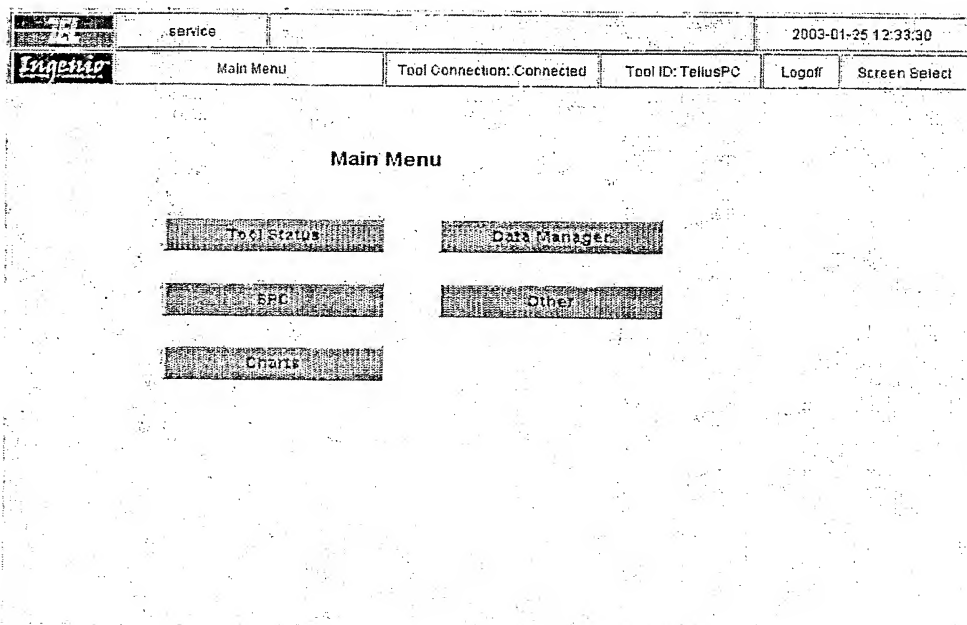 service 2003-01-25 12:33:30
Ingenio Main Menu Tool Connection: Connected Tool ID: TeliusPC Logoff Screen Select
Main Menu
Tool Status Data Manager
SPC Other
Charts